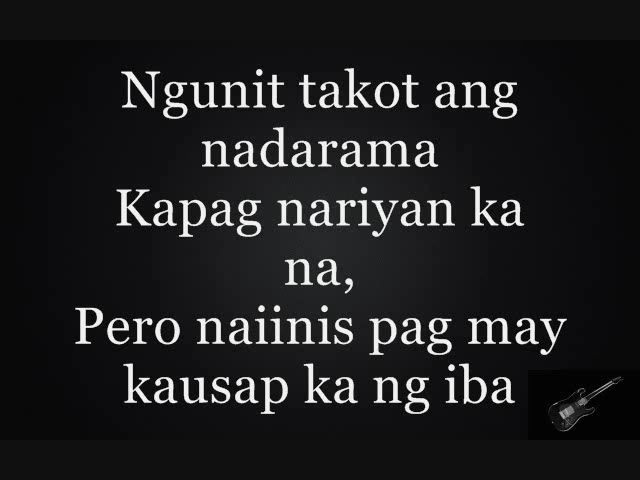 Ngunit takot ang
nadarama
Kapag nariyan ka
na,
Pero naiinis pag may
kausap ka ng iba